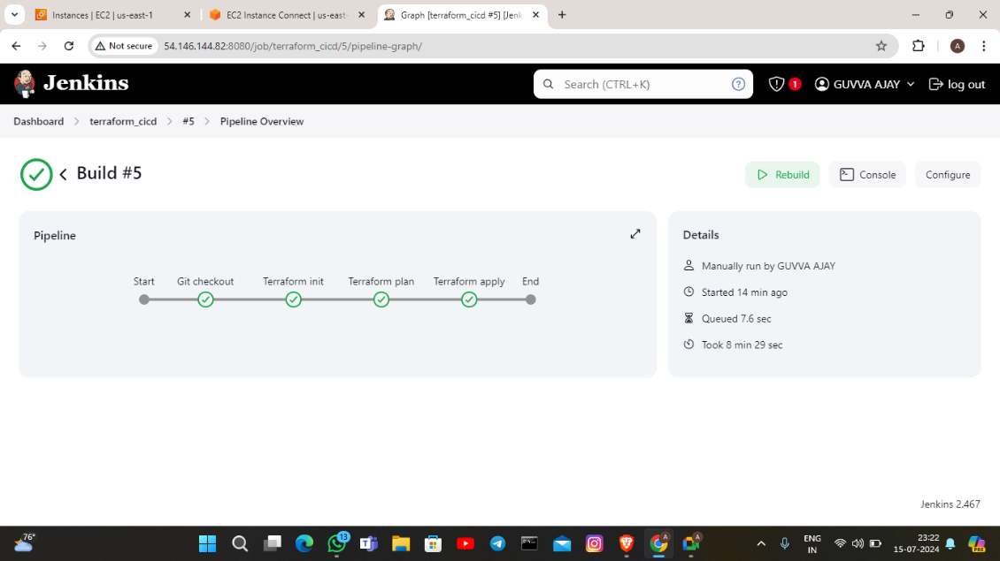 Instances | EC2 | us-east-1
EC2 Instance Connect | us-east-
Graph [terraform_cicd #5] [Jenk
Not secure
54.146.144.82:8080/job/terraform_cicd/5/pipeline-graph/
A
Jenkins
Search (CTRL+K)
?
1
GUVVA AJAY
log out
Dashboard
terraform_cicd
#5
Pipeline Overview
Build #5
Rebuild
Console
Configure
Pipeline
Start
Git checkout
Terraform init
Terraform plan
Terraform apply
End
Details
Manually run by GUVVA AJAY
Started 14 min ago
Queued 7.6 sec
Took 8 min 29 sec
Jenkins 2.467
76°
13
A
A
ENG
IN
23:22
15-07-2024
PRE